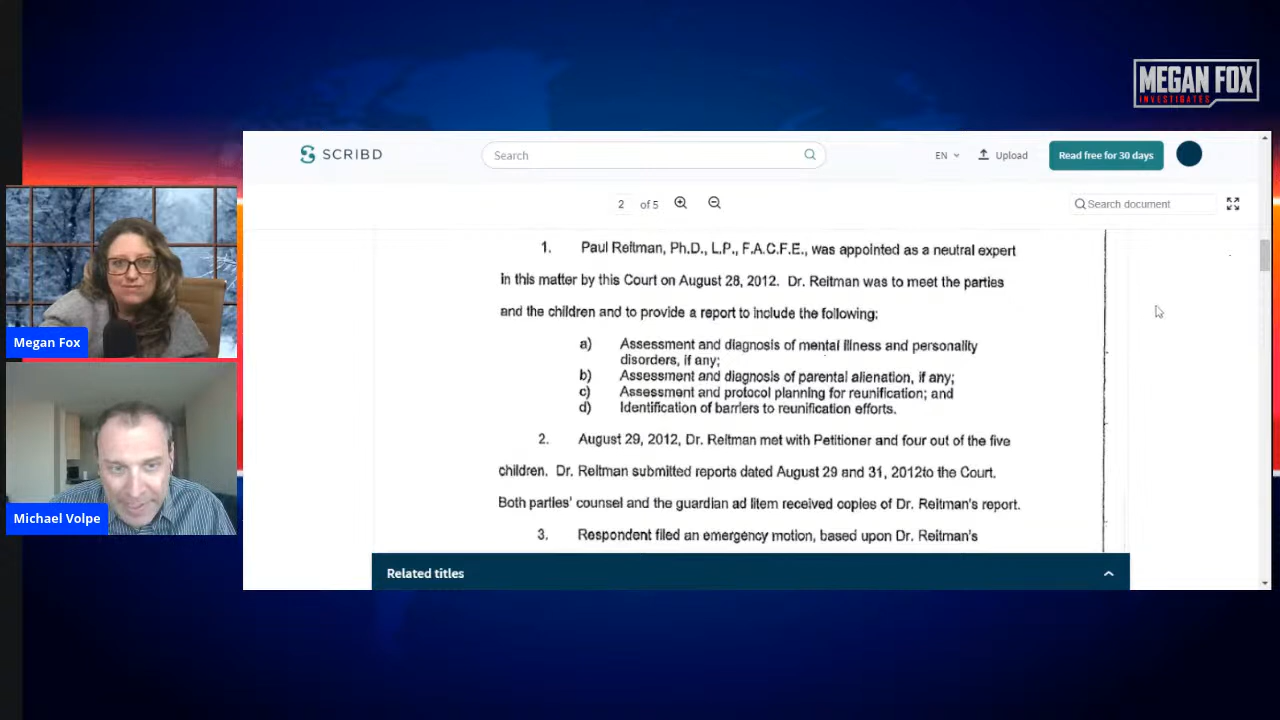 MEGAN FOX
INVESTIGATES
SCRIBD
Search
EN
Upload
Read free for 30 days
2 of 5
Search document
1. Paul Reitman, Ph.D., L.P., F.A.C.F.E., was appointed as a neutral expert
in this matter by this Court on August 28, 2012. Dr. Reitman was to meet the parties
and the children and to provide a report to include the following:
a) Assessment and diagnosis of mental illness and personality
disorders, if any;
b) Assessment and diagnosis of parental alienation, if any;
c) Assessment and protocol planning for reunification; and
d) Identification of barriers to reunification efforts.
2. August 29, 2012, Dr. Reitman met with Petitioner and four out of the five
children. Dr. Reitman submitted reports dated August 29 and 31, 2012to the Court.
Both parties' counsel and the guardian ad litem received copies of Dr. Reitman's report.
3. Respondent filed an emergency motion, based upon Dr. Reitman's
Related titles
Megan Fox
Michael Volpe